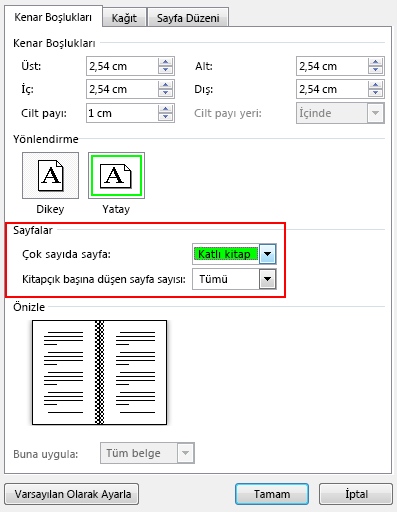 Kenar Boşlukları Kağıt Sayfa Düzeni
Kenar Boşlukları
Üst: 2,54 cm Alt: 2,54 cm
İç: 2,54 cm Dış: 2,54 cm
Cilt payı: 1 cm Cilt payı yeri: İçinde
Yönlendirme
A A
Dikey Yatay
Sayfalar
Çok sayıda sayfa: Katlı kitap
Kitapçık başına düşen sayfa sayısı: Tümü
Önizle
Buna uygula: Tüm belge
Varsayılan Olarak Ayarla Tamam İptal